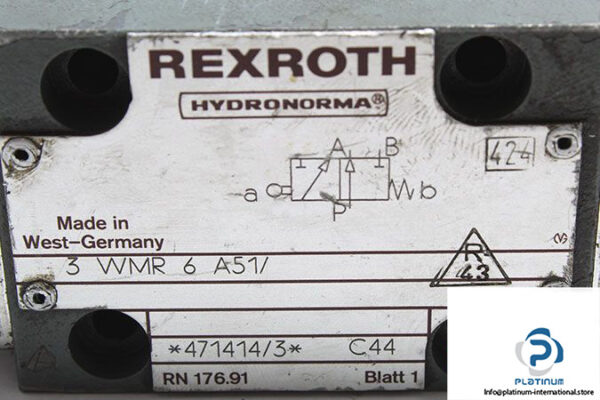 REXROTH
HYDRONORMA®
424
A B
a b
P
Made in
West-Germany
3 WMR 6 A51/
R
43
*471414/3* C44
RN 176.91 Blatt 1
P
PLATINUM
Info@platinum-international.store